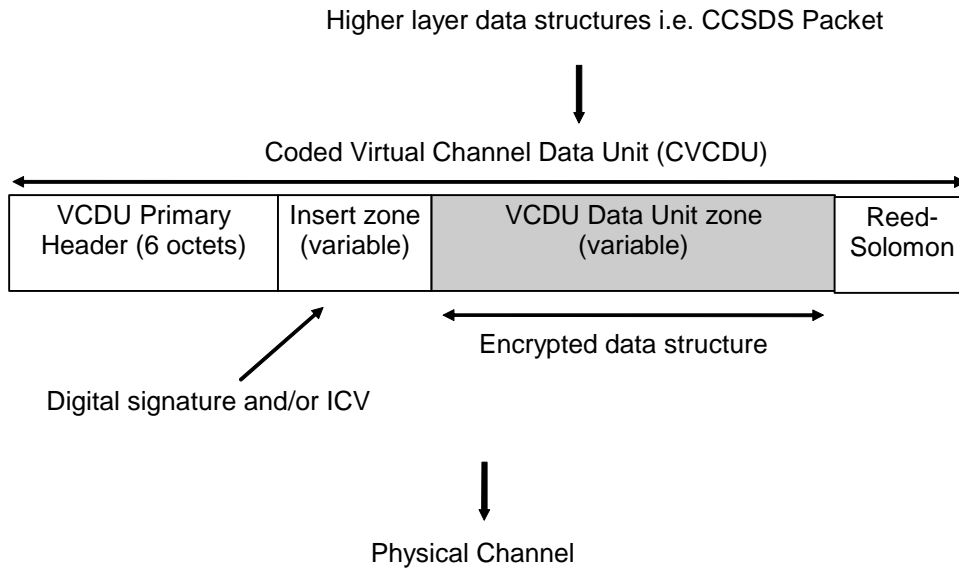 Higher layer data structures i.e. CCSDS Packet
Coded Virtual Channel Data Unit (CVCDU)
VCDU Primary
Header (6 octets)
Insert zone
(variable)
VCDU Data Unit zone
(variable)
Reed-
Solomon
Encrypted data structure
Digital signature and/or ICV
Physical Channel